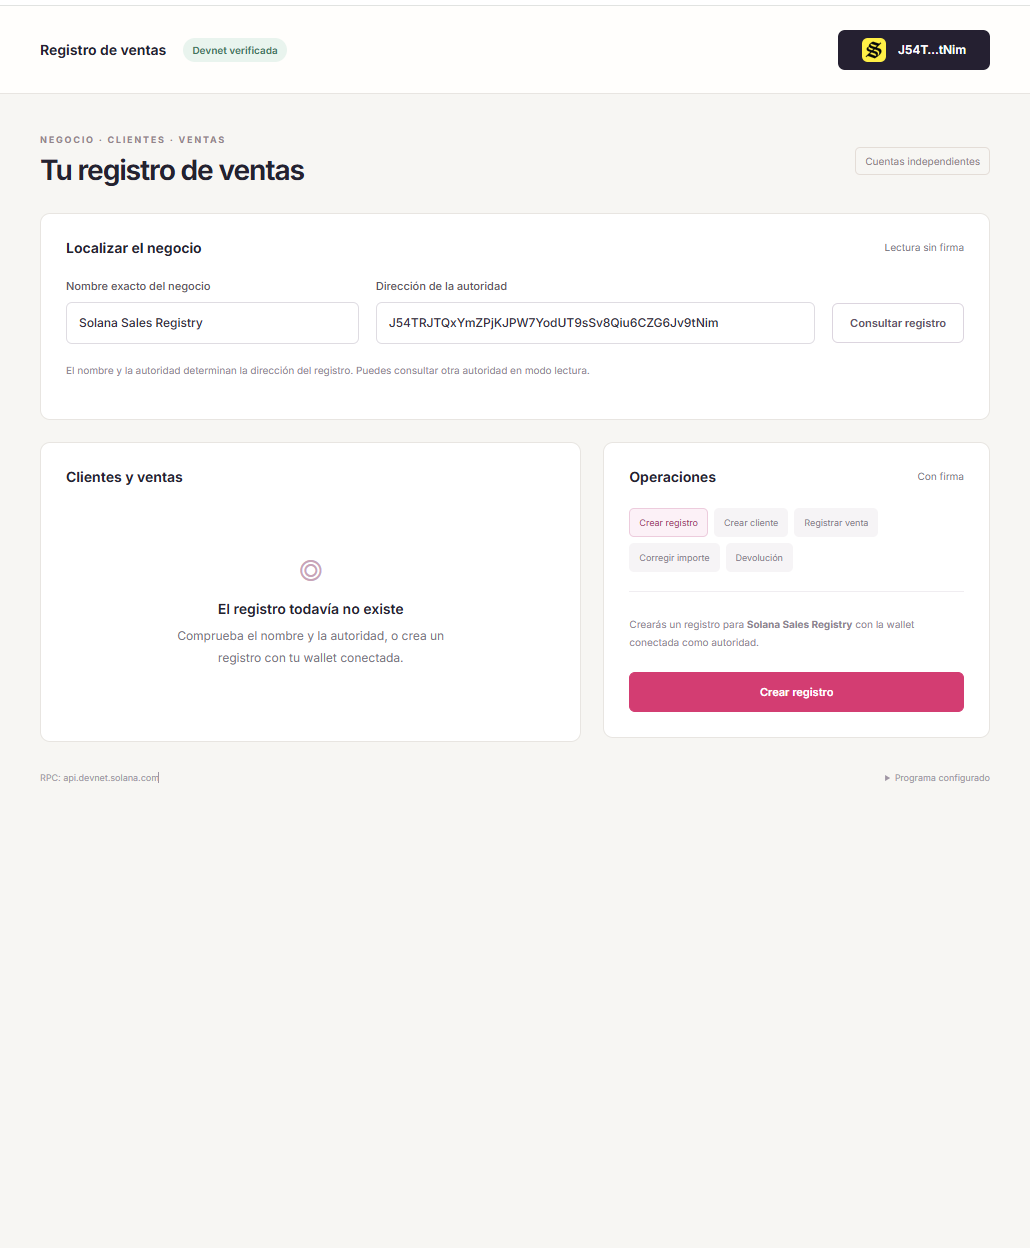 Registro de ventas
Devnet verificada
J54T...tNim
NEGOCIO · CLIENTES · VENTAS
Tu registro de ventas
Cuentas independientes
Localizar el negocio
Lectura sin firma
Nombre exacto del negocio
Dirección de la autoridad
Solana Sales Registry
J54TRJTQxYmZPjKJPW7YodUT9sSv8Qiu6CZG6Jv9tNim
Consultar registro
El nombre y la autoridad determinan la dirección del registro. Puedes consultar otra autoridad en modo lectura.
Clientes y ventas
El registro todavía no existe
Comprueba el nombre y la autoridad, o crea un
registro con tu wallet conectada.
Operaciones
Con firma
Crear registro
Crear cliente
Registrar venta
Corregir importe
Devolución
Crearás un registro para Solana Sales Registry con la wallet
conectada como autoridad.
Crear registro
RPC: api.devnet.solana.com
Programa configurado